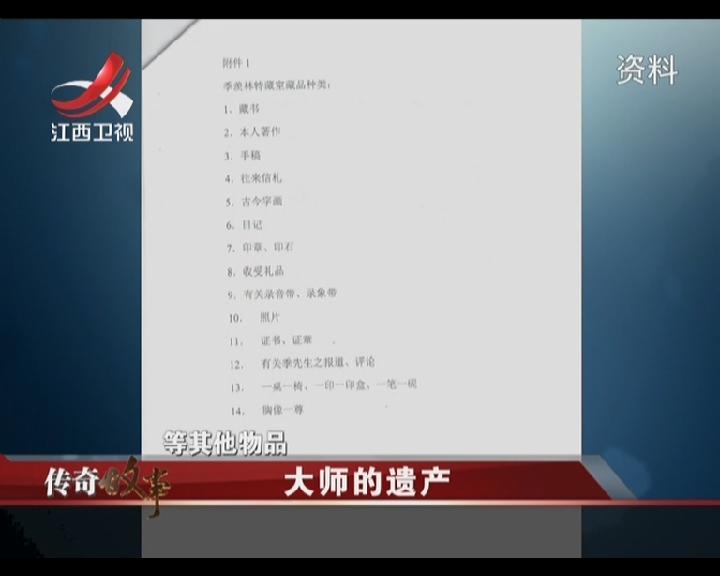 江西卫视
资料
附件1
季羡林特藏室藏品种类：
1. 藏书
2. 本人著作
3. 手稿
4. 往来信札
5. 古今字画
6. 日记
7. 印章、印石
8. 收受礼品
9. 有关录音带、录象带
10. 照片
11. 证书、证章
12. 有关季先生之报道、评论
13. 一桌一椅，一印一印盒，一笔一砚
14. 胸像一尊
等其他物品
传奇故事
大师的遗产